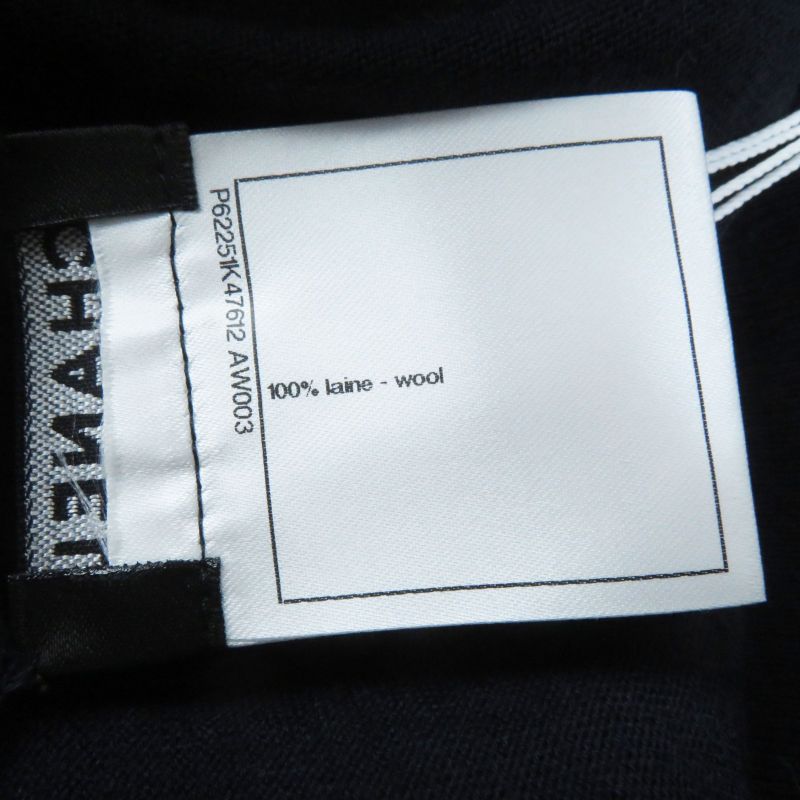 CHANEL
P62251K47612 AW003
100% laine - wool